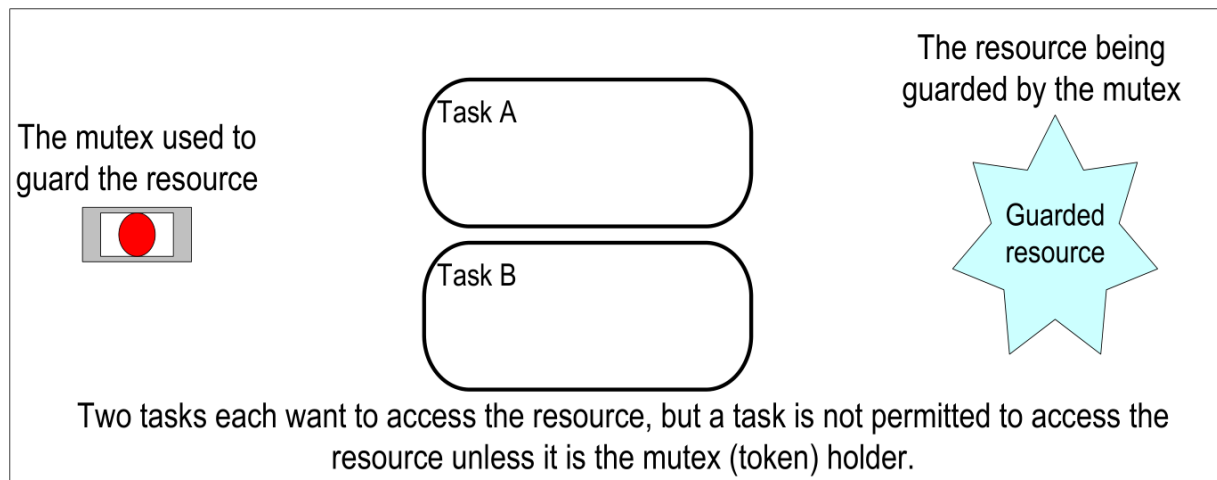 The resource being
guarded by the mutex
The mutex used to
guard the resource
Task A
Guarded
resource
Task B
Two tasks each want to access the resource, but a task is not permitted to access the
resource unless it is the mutex (token) holder.